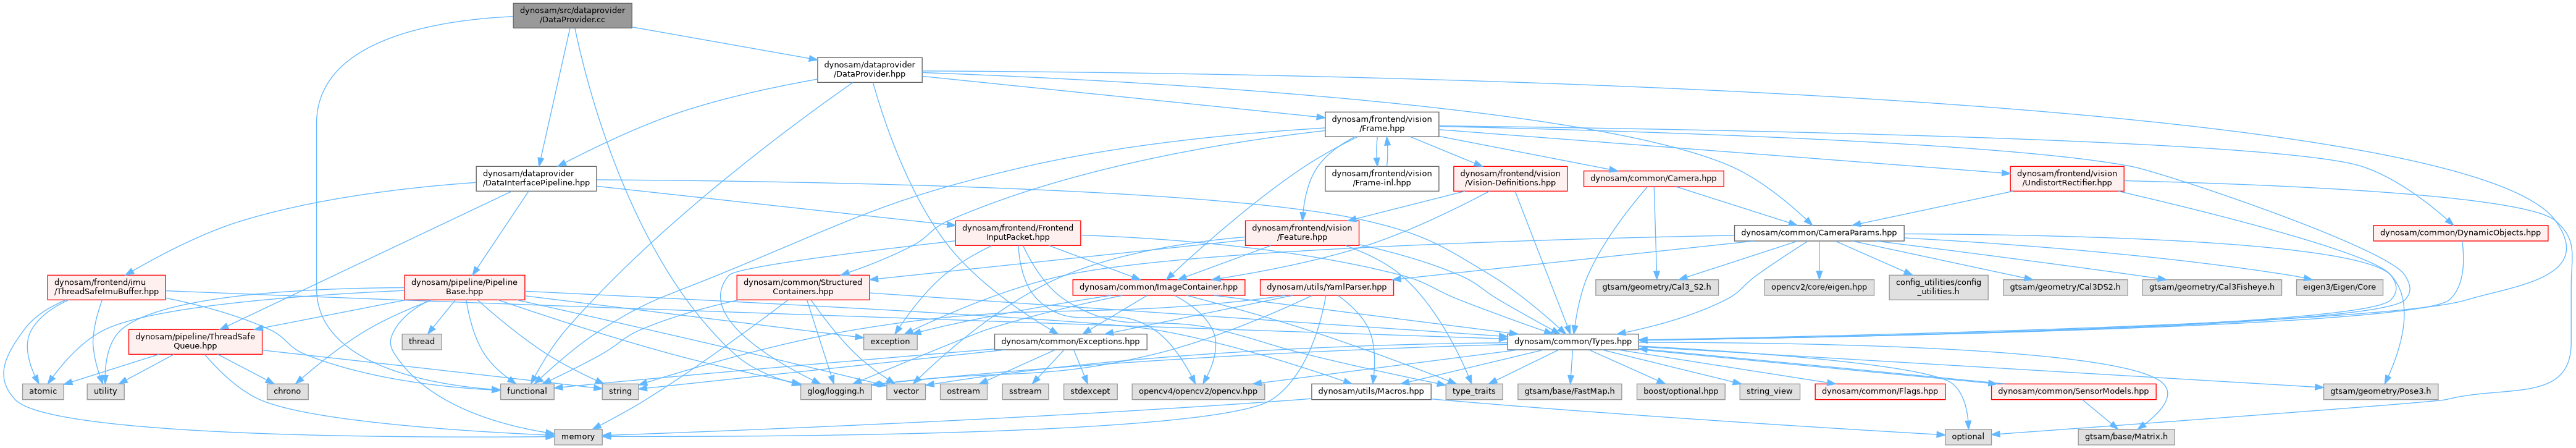 dynosam/src/dataprovider
/DataProvider.cc
dynosam/dataprovider
/DataProvider.hpp
dynosam/frontend/vision
/Frame.hpp
dynosam/dataprovider
/DataInterfacePipeline.hpp
dynosam/frontend/vision
/Frame-inl.hpp
dynosam/frontend/vision
/Vision-Definitions.hpp
dynosam/common/Camera.hpp
dynosam/frontend/vision
/UndistortRectifier.hpp
dynosam/frontend/Frontend
InputPacket.hpp
dynosam/frontend/vision
/Feature.hpp
dynosam/common/CameraParams.hpp
dynosam/common/DynamicObjects.hpp
dynosam/frontend/imu
/ThreadSafeImuBuffer.hpp
dynosam/pipeline/Pipeline
Base.hpp
dynosam/common/Structured
Containers.hpp
dynosam/common/ImageContainer.hpp
dynosam/utils/YamlParser.hpp
gtsam/geometry/Cal3_S2.h
opencv2/core/eigen.hpp
config_utilities/config
_utilities.h
gtsam/geometry/Cal3DS2.h
gtsam/geometry/Cal3Fisheye.h
eigen3/Eigen/Core
dynosam/pipeline/ThreadSafe
Queue.hpp
thread
exception
dynosam/common/Exceptions.hpp
dynosam/common/Types.hpp
atomic
utility
chrono
functional
string
glog/logging.h
vector
ostream
sstream
stdexcept
opencv4/opencv2/opencv.hpp
dynosam/utils/Macros.hpp
type_traits
gtsam/base/FastMap.h
boost/optional.hpp
string_view
dynosam/common/Flags.hpp
dynosam/common/SensorModels.hpp
gtsam/geometry/Pose3.h
memory
optional
gtsam/base/Matrix.h